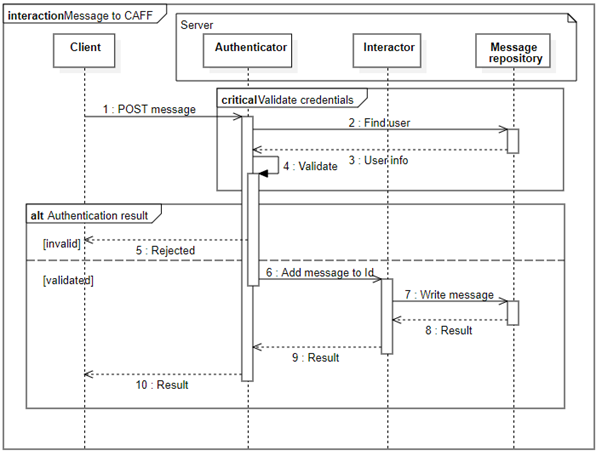 interactionMessage to CAFF
Server
Client
Authenticator
Interactor
Message
repository
criticalValidate credentials
1 : POST message
2 : Find user
3 : User info
4 : Validate
alt Authentication result
[invalid]
5 : Rejected
[validated]
6 : Add message to Id
7 : Write message
8 : Result
9 : Result
10 : Result